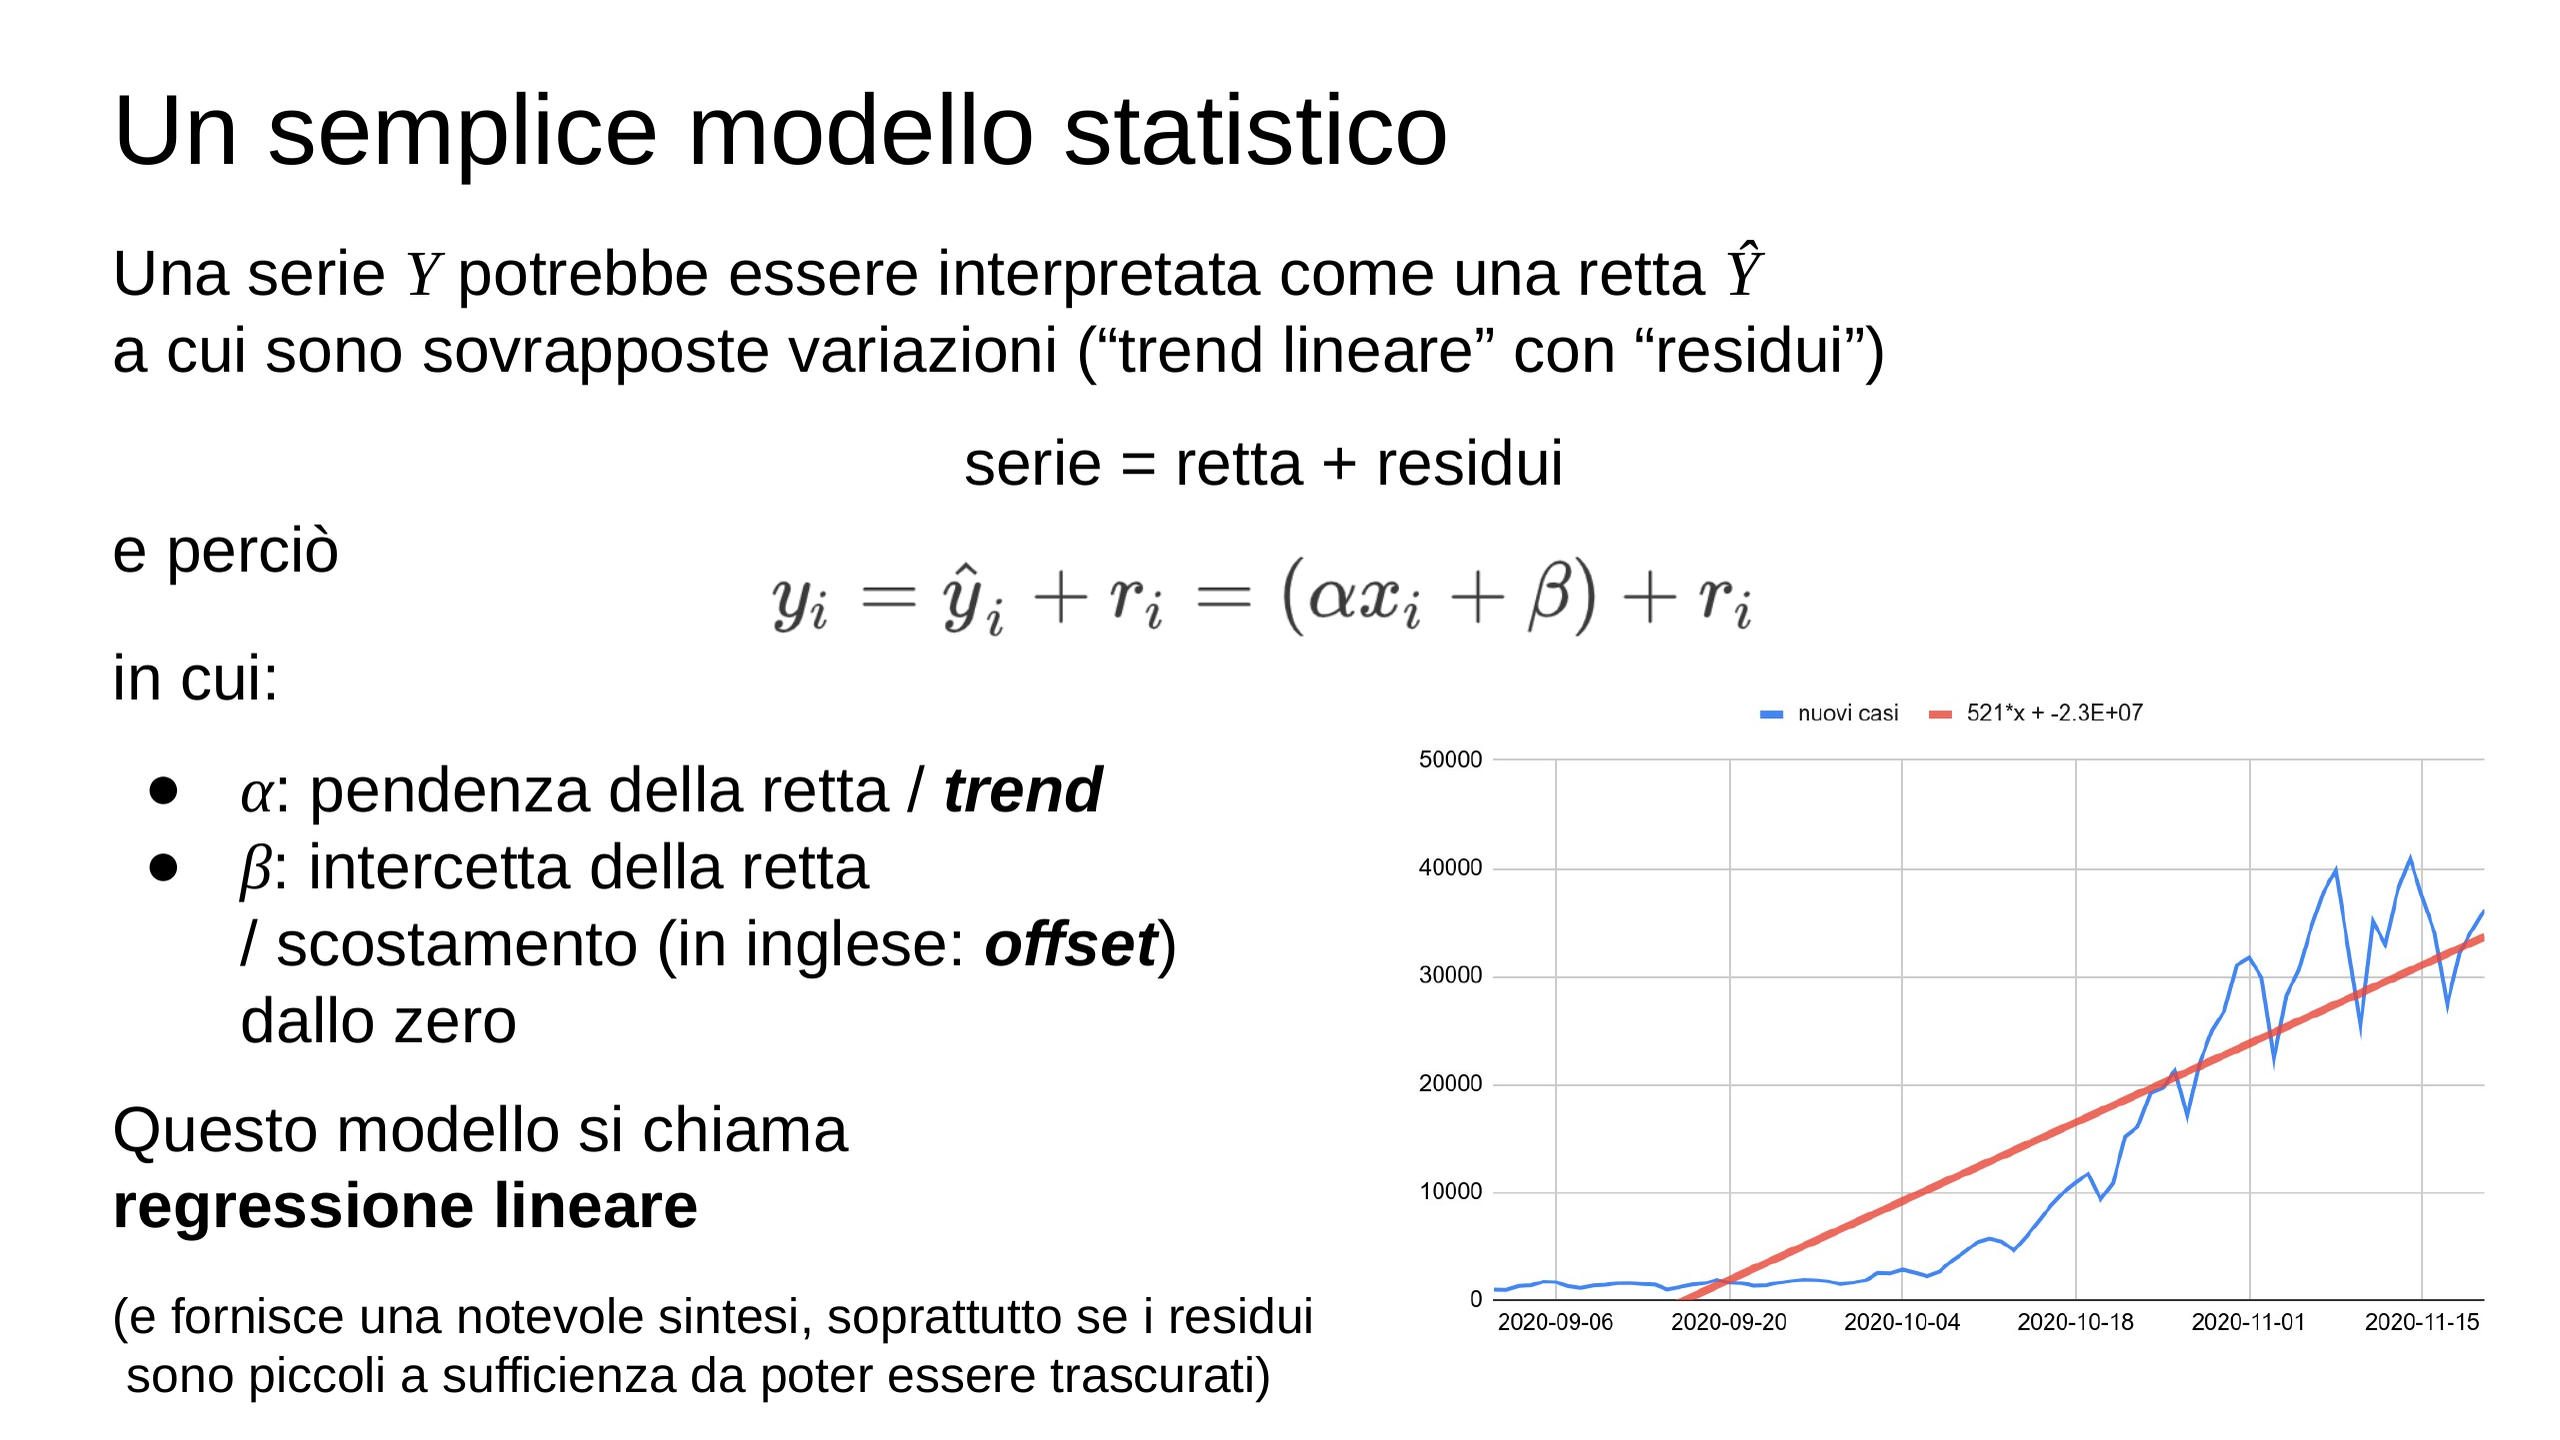 Un semplice modello statistico
Una serie Y potrebbe essere interpretata come una retta Ŷ
a cui sono sovrapposte variazioni (“trend lineare” con “residui”)
serie = retta + residui
e perciò
yᵢ = ŷᵢ + rᵢ = (αxᵢ + β) + rᵢ
in cui:
● α: pendenza della retta / trend
● β: intercetta della retta
/ scostamento (in inglese: offset)
dallo zero
Questo modello si chiama
regressione lineare
(e fornisce una notevole sintesi, soprattutto se i residui
sono piccoli a sufficienza da poter essere trascurati)
nuovi casi 521*x + -2.3E+07
50000
40000
30000
20000
10000
0
2020-09-06 2020-09-20 2020-10-04 2020-10-18 2020-11-01 2020-11-15